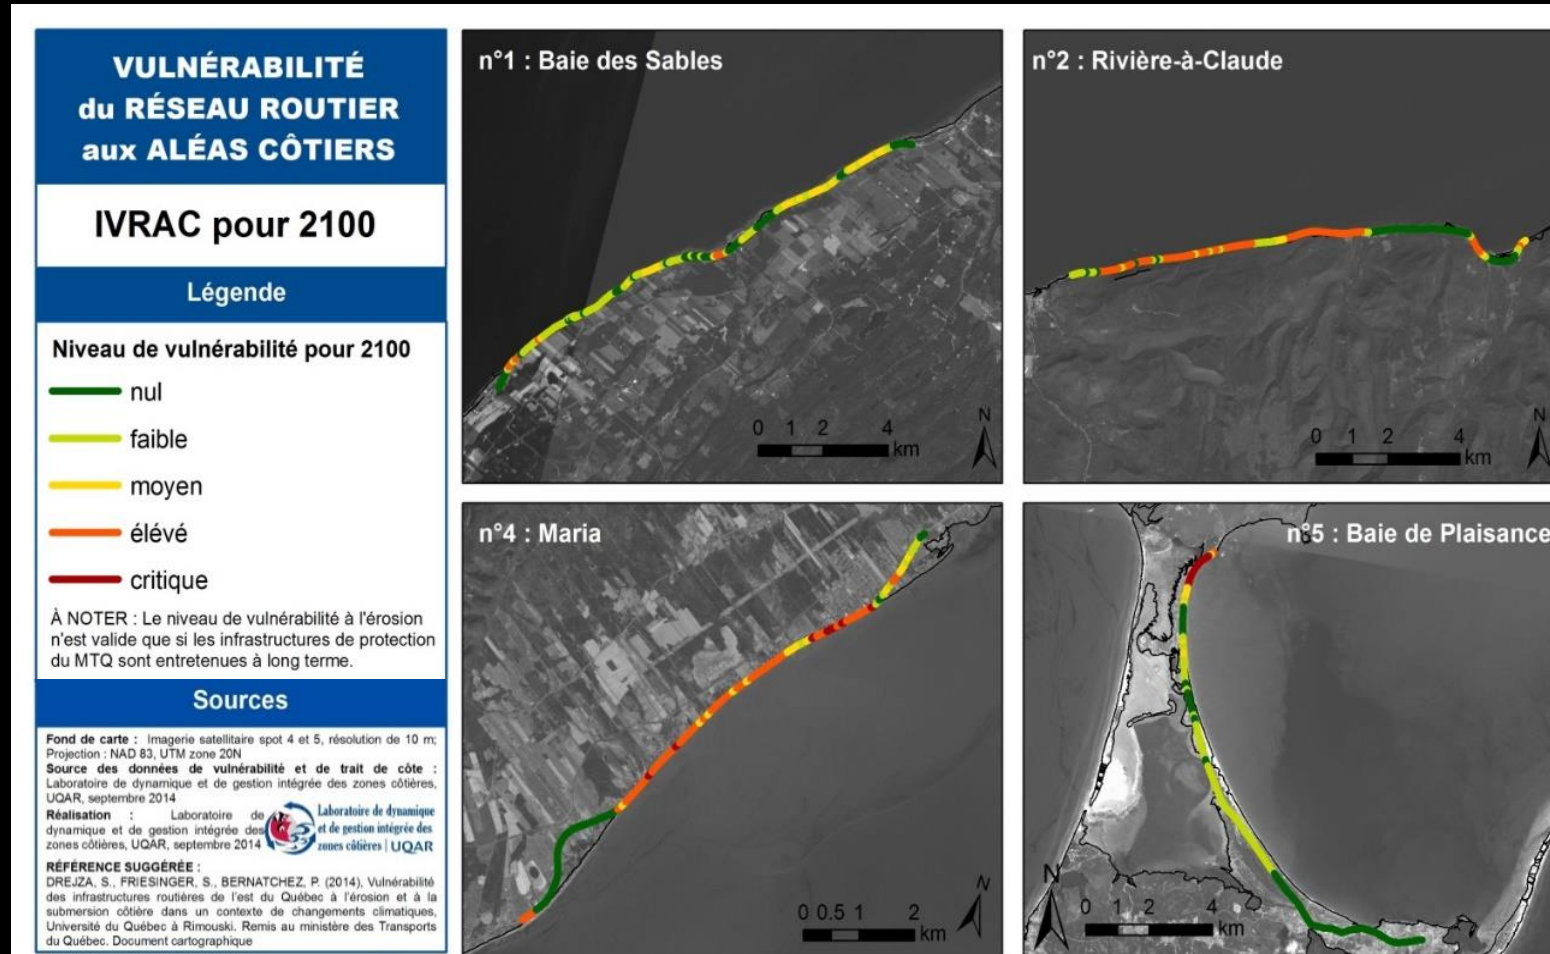 VULNÉRABILITÉ
du RÉSEAU ROUTIER
aux ALÉAS CÔTIERS
IVRAC pour 2100
Légende
Niveau de vulnérabilité pour 2100
nul
faible
moyen
élévé
critique
À NOTER : Le niveau de vulnérabilité à l'érosion
n'est valide que si les infrastructures de protection
du MTQ sont entretenues à long terme.
Sources
Fond de carte : Imagerie satellitaire spot 4 et 5, résolution de 10 m;
Projection : NAD 83, UTM zone 20N
Source des données de vulnérabilité et de trait de côte :
Laboratoire de dynamique et de gestion intégrée des zones côtières,
UQAR, septembre 2014
Réalisation : Laboratoire de
dynamique et de gestion intégrée des
zones côtières, UQAR, septembre 2014
Laboratoire de dynamique
et de gestion intégrée des
zones côtières | UQAR
RÉFÉRENCE SUGGÉRÉE :
DREJZA, S., FRIESINGER, S., BERNATCHEZ, P. (2014), Vulnérabilité
des infrastructures routières de l'est du Québec à l'érosion et à la
submersion côtière dans un contexte de changements climatiques,
Université du Québec à Rimouski. Remis au ministère des Transports
du Québec. Document cartographique
n°1 : Baie des Sables
0 1 2 4
km
N
n°2 : Rivière-à-Claude
0 1 2 4
km
N
n°4 : Maria
0 0.5 1 2
km
N
n°5 : Baie de Plaisance
N
0 1 2 4
km